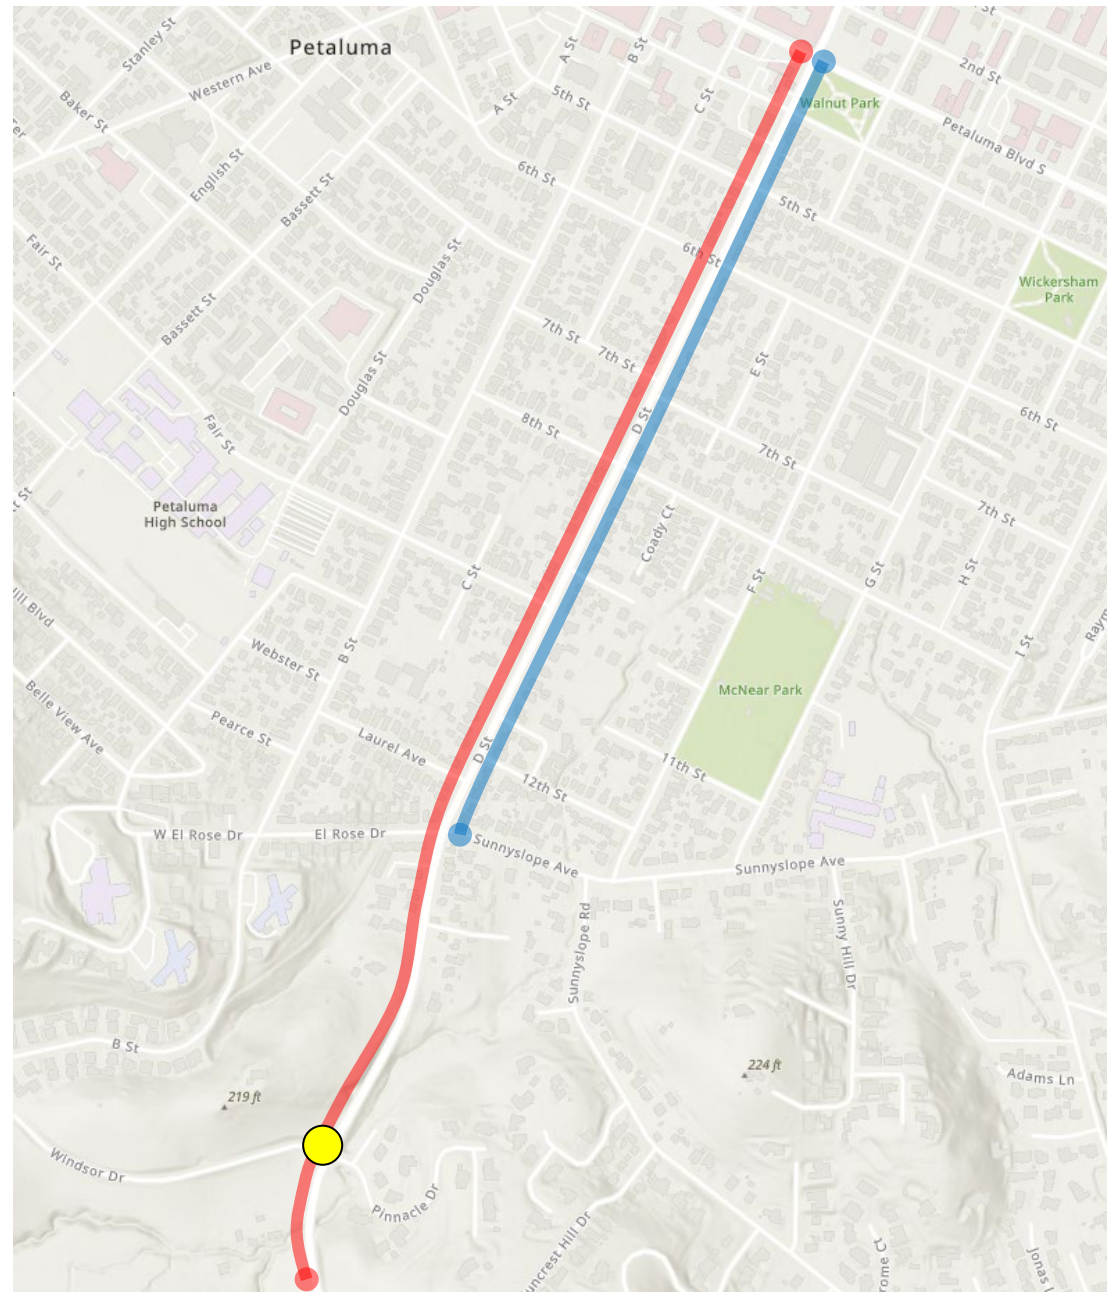 Petaluma
Stanley St
Western Ave
A St
B St
St
2nd St
Baker St
A St
5th St
C St
Walnut Park
Petaluma Blvd S
English St
6th St
Bassett St
5th St
Fair St
Douglas St
6th St
Wickersham
Park
Bassett St
7th St
7th St
E St
Douglas St
Fair St
8th St
D St
6th St
7th St
Petaluma
High School
7th St
Coady Ct
C St
F St
G St
H St
B St
I St
Webster St
McNear Park
Belle View Ave
Pearce St
Laurel Ave
D St
11th St
12th St
W El Rose Dr
El Rose Dr
Sunnyslope Ave
Sunnyslope Ave
Sunnyslope Rd
Sunny Hill Dr
B St
219 ft
224 ft
Adams Ln
Windsor Dr
Pinnacle Dr